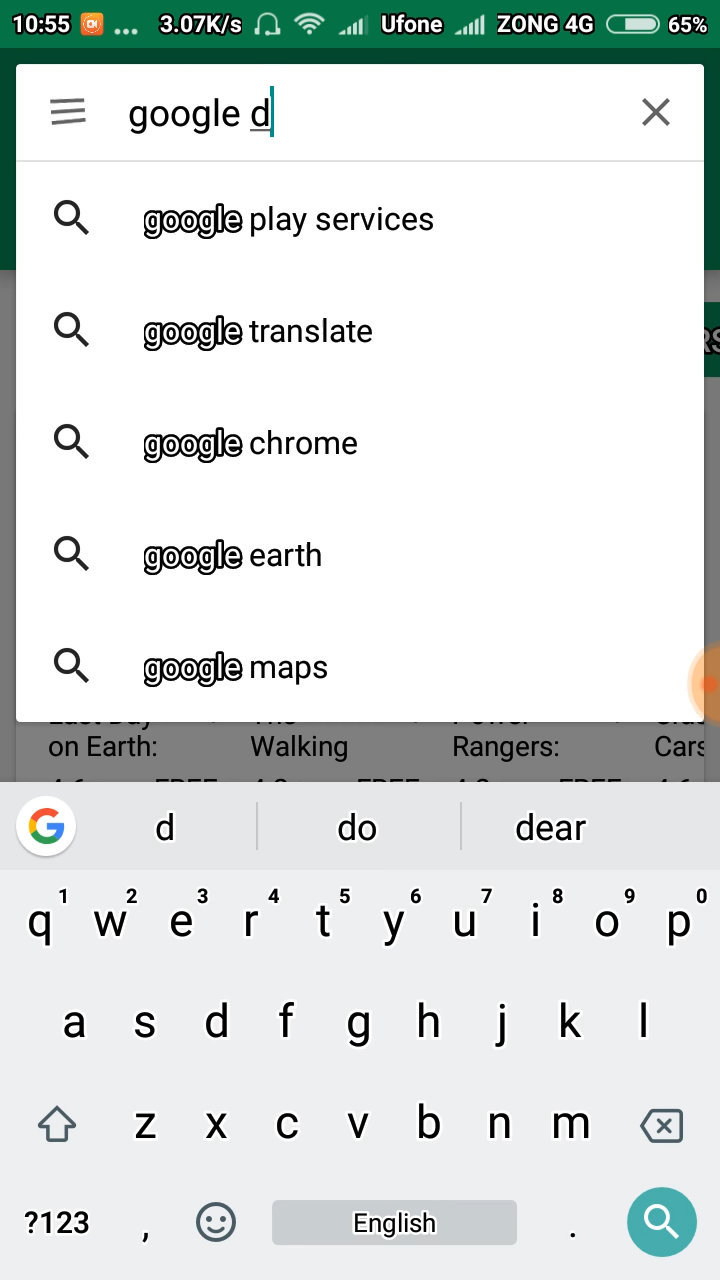 10:55 ... 3.07K/s Ufone ZONG 4G 65%
google d
google play services
google translate
google chrome
google earth
google maps
on Earth: Walking Rangers: Cars
G d do dear
1 2 3 4 5 6 7 8 9 0
q w e r t y u i o p
a s d f g h j k l
z x c v b n m
?123 , English .